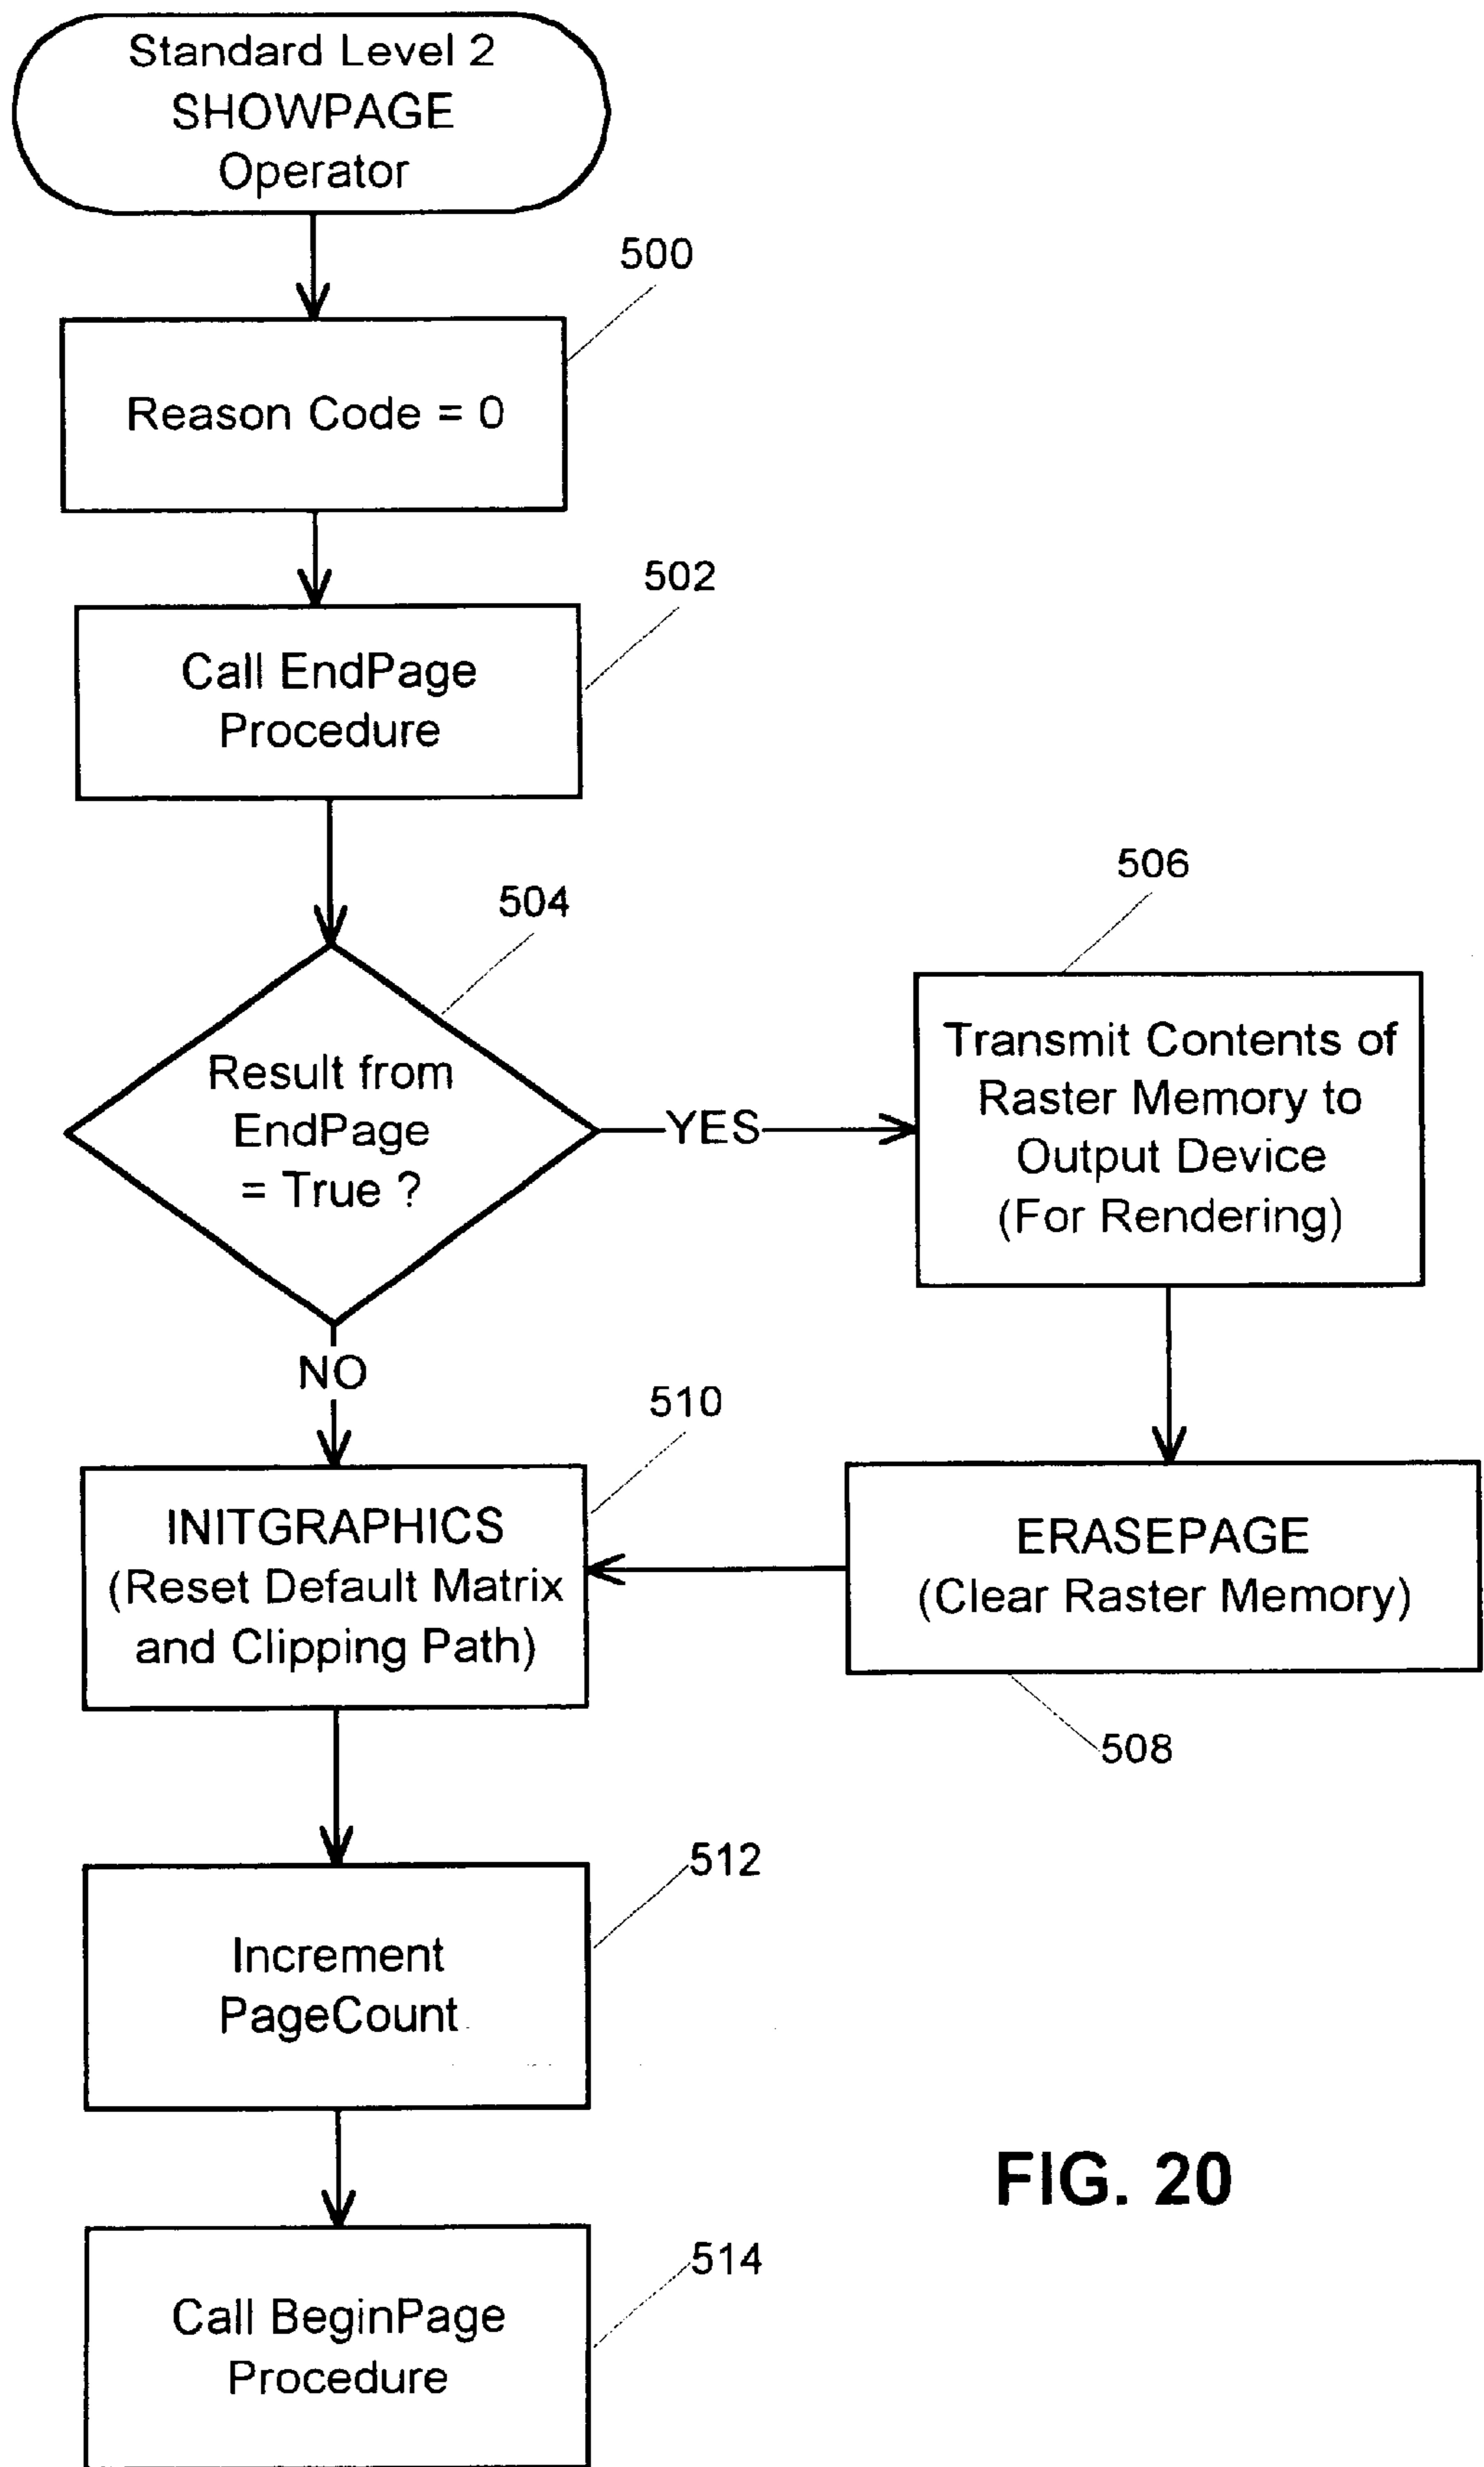 Standard Level 2
SHOWPAGE
Operator
500
Reason Code = 0
502
Call EndPage
Procedure
504
Result from
EndPage
= True ?
YES
506
Transmit Contents of
Raster Memory to
Output Device
(For Rendering)
NO
510
INITGRAPHICS
(Reset Default Matrix
and Clipping Path)
ERASEPAGE
(Clear Raster Memory)
508
512
Increment
PageCount
FIG. 20
514
Call BeginPage
Procedure